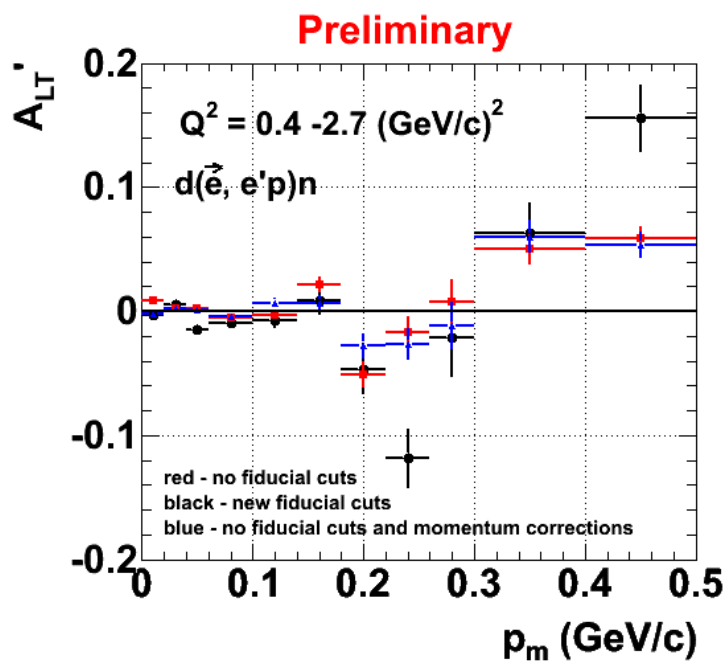 Preliminary
A_LT'
0.2
Q² = 0.4 -2.7 (GeV/c)²
d(e⃗, e'p)n
0.1
0
-0.1
red - no fiducial cuts
black - new fiducial cuts
blue - no fiducial cuts and momentum corrections
-0.2
0 0.1 0.2 0.3 0.4 0.5
p_m (GeV/c)